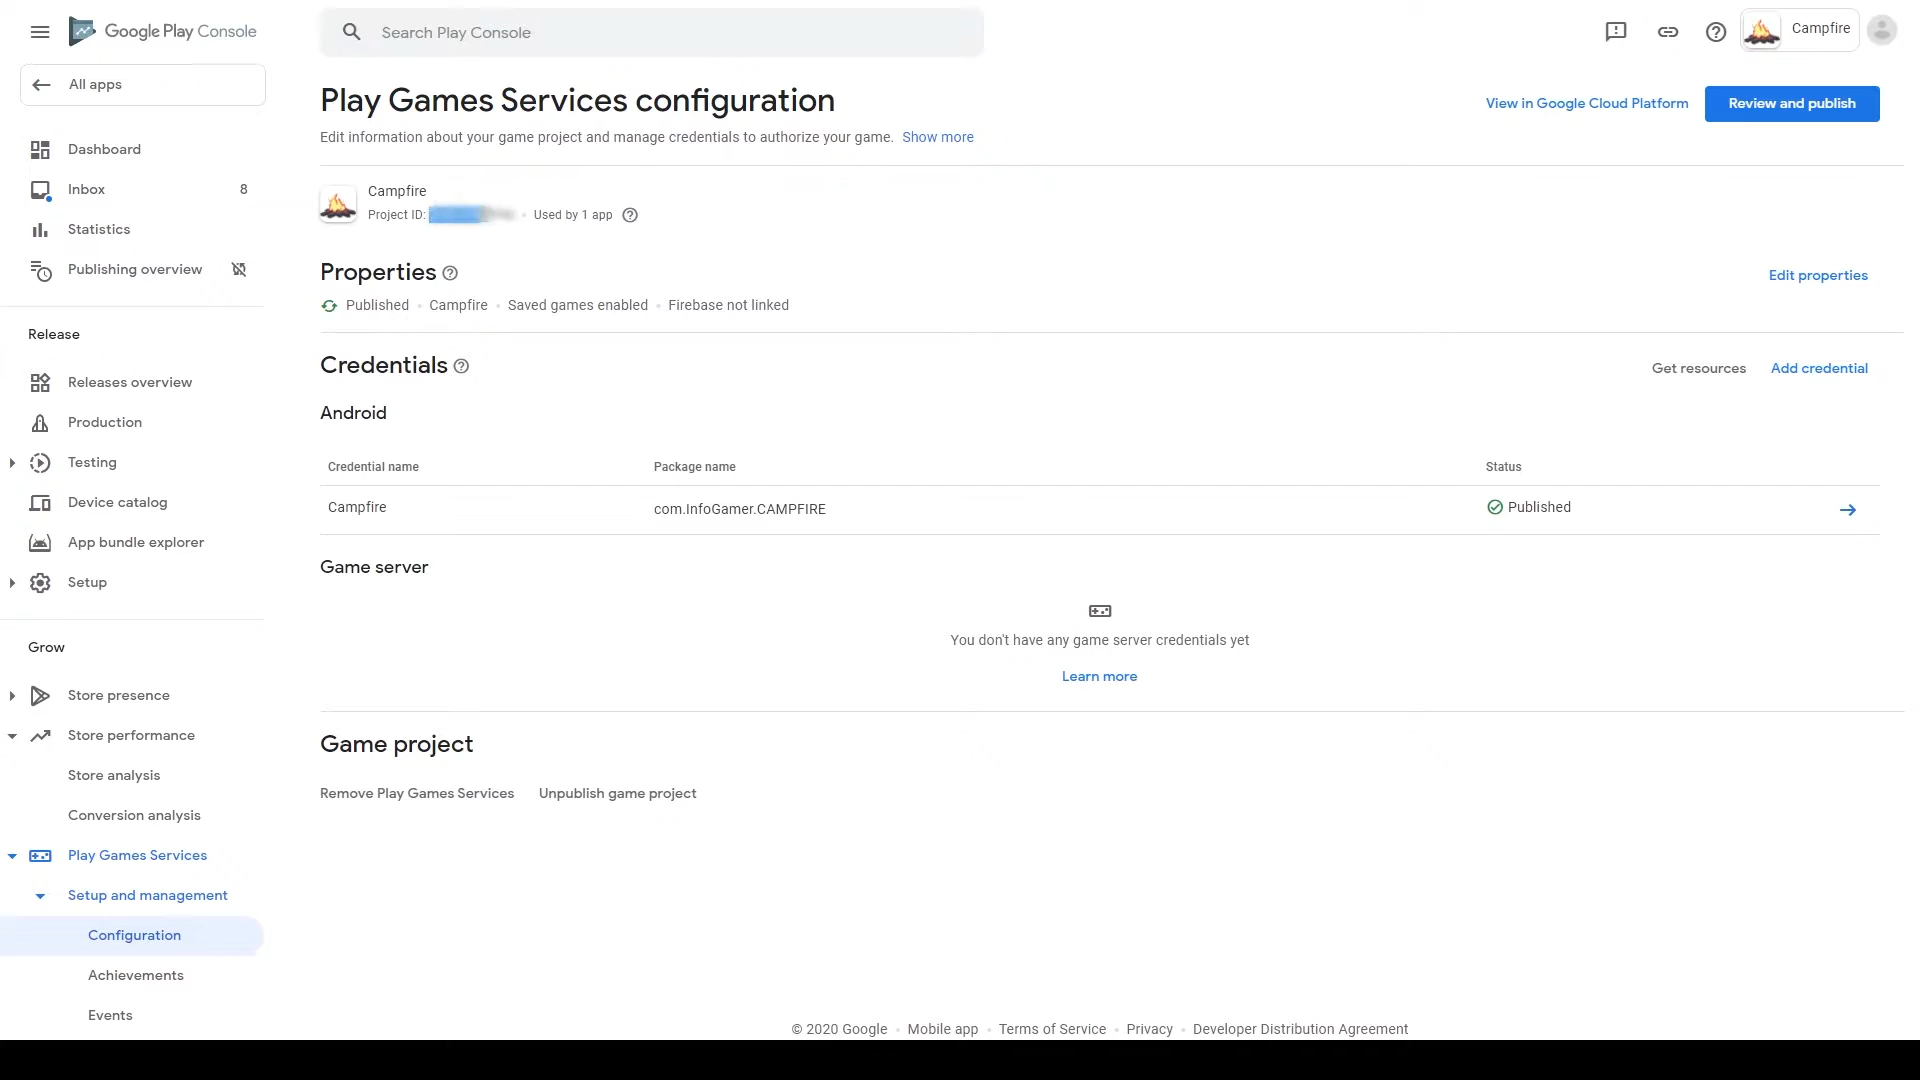 Google Play Console
Search Play Console
Campfire
All apps
Dashboard
Inbox 8
Statistics
Publishing overview
Release
Releases overview
Production
Testing
Device catalog
App bundle explorer
Setup
Grow
Store presence
Store performance
Store analysis
Conversion analysis
Play Games Services
Setup and management
Configuration
Achievements
Events
Play Games Services configuration
View in Google Cloud Platform
Review and publish
Edit information about your game project and manage credentials to authorize your game. Show more
Campfire
Project ID: • Used by 1 app
Properties
Edit properties
Published • Campfire • Saved games enabled • Firebase not linked
Credentials
Get resources Add credential
Android
Credential name Package name Status
Campfire com.InfoGamer.CAMPFIRE Published
Game server
You don't have any game server credentials yet
Learn more
Game project
Remove Play Games Services Unpublish game project
© 2020 Google • Mobile app • Terms of Service • Privacy • Developer Distribution Agreement